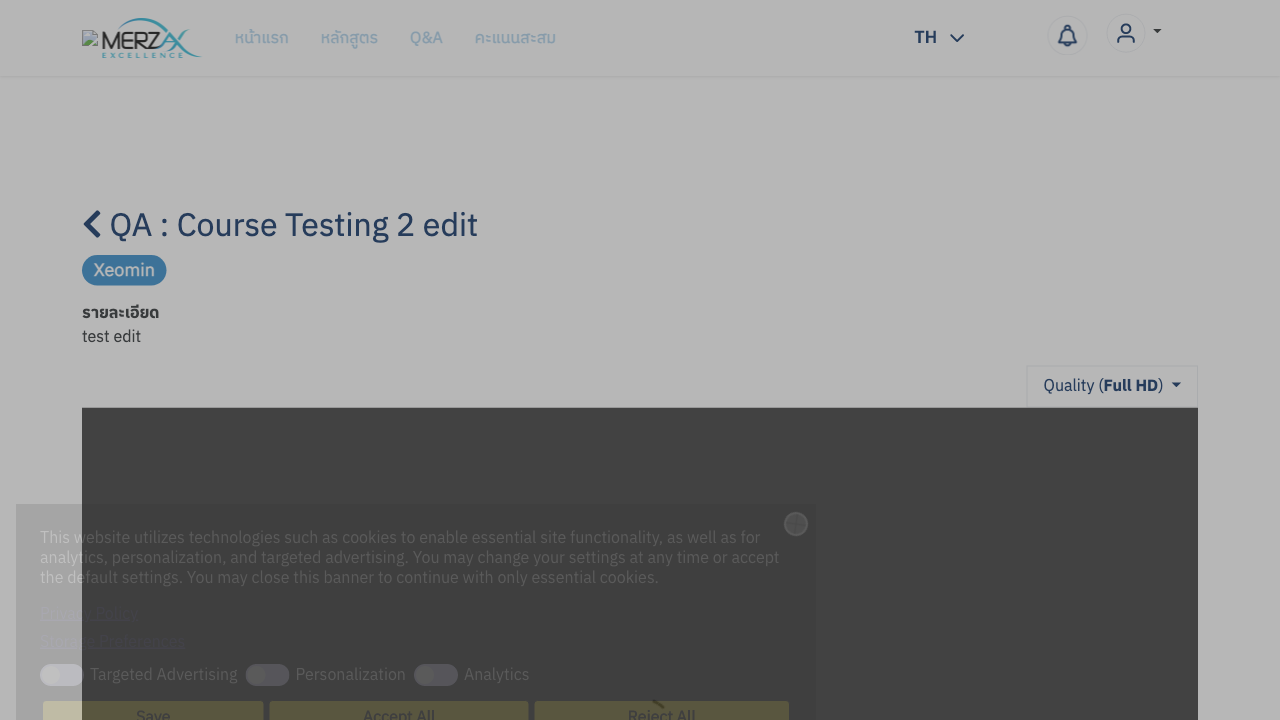 MERZ EXCELLENCE
หน้าแรก หลักสูตร Q&A คะแนนสะสม TH
QA : Course Testing 2 edit
Xeomin
รายละเอียด
test edit
Quality (Full HD)
This website utilizes technologies such as cookies to enable essential site functionality, as well as for
analytics, personalization, and targeted advertising. You may change your settings at any time or accept
the default settings. You may close this banner to continue with only essential cookies.
Privacy Policy
Storage Preferences
Targeted Advertising Personalization Analytics
Save Accept All Reject All